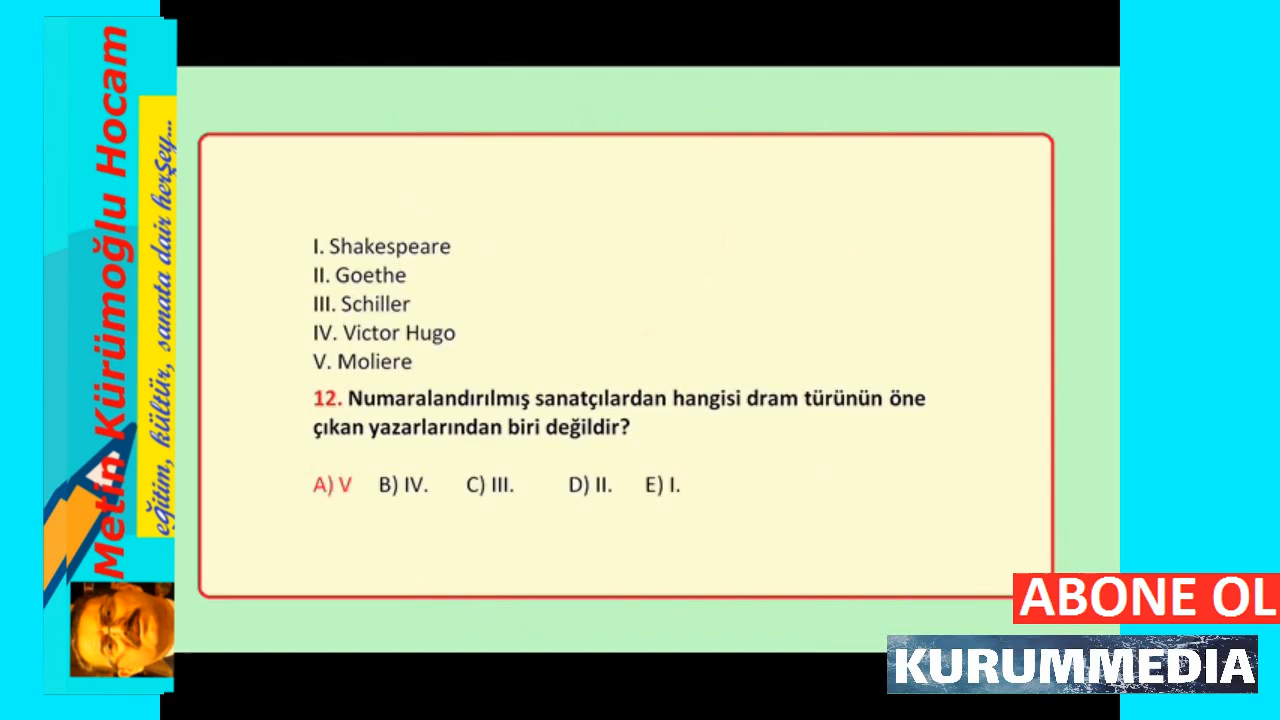 Metin Kürümoğlu Hocam
eğitim, kültür, sanata dair herşey...
I. Shakespeare
II. Goethe
III. Schiller
IV. Victor Hugo
V. Moliere
12. Numaralandırılmış sanatçılardan hangisi dram türünün öne
çıkan yazarlarından biri değildir?
A) V B) IV. C) III. D) II. E) I.
ABONE OL
KURUMMEDIA